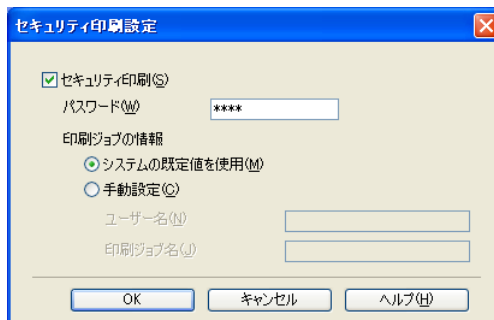 セキュリティ印刷設定
セキュリティ印刷(S)
パスワード(W) ****
印刷ジョブの情報
システムの既定値を使用(M)
手動設定(C)
ユーザー名(N)
印刷ジョブ名(J)
OK キャンセル ヘルプ(H)